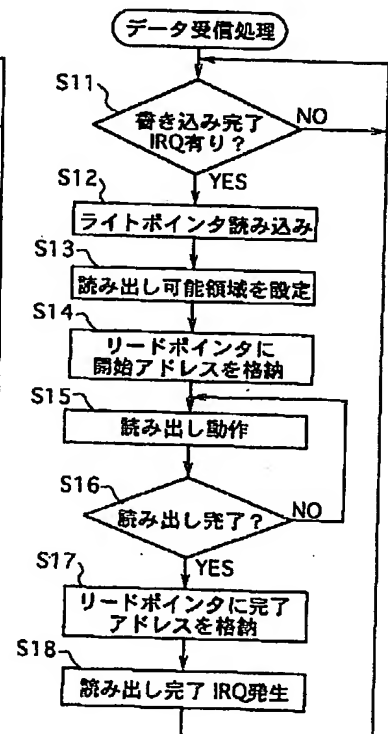 データ受信処理
S11
書き込み完了
IRQ有り?
NO
YES
S12
ライトポインタ読み込み
S13
読み出し可能領域を設定
S14
リードポインタに
開始アドレスを格納
S15
読み出し動作
S16
読み出し完了?
NO
YES
S17
リードポインタに完了
アドレスを格納
S18
読み出し完了 IRQ発生